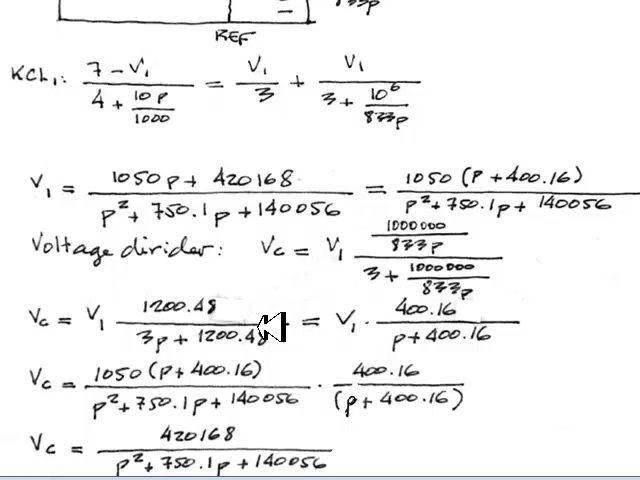 833p
REF
KCL1: (7 - V1)/(4 + 10p/1000) = V1/3 + V1/(3 + 10^6/833p)
V1 = (1050p + 420168)/(p^2 + 750.1p + 140056) = 1050 (p + 400.16)/(p^2 + 750.1p + 140056)
Voltage divider: Vc = V1 (1000000/833p)/(3 + 1000000/833p)
Vc = V1 1200.48/(3p + 1200.48) = V1 · 400.16/(p + 400.16)
Vc = 1050 (p + 400.16)/(p^2 + 750.1p + 140056) · 400.16/(p + 400.16)
Vc = 420168/(p^2 + 750.1p + 140056)